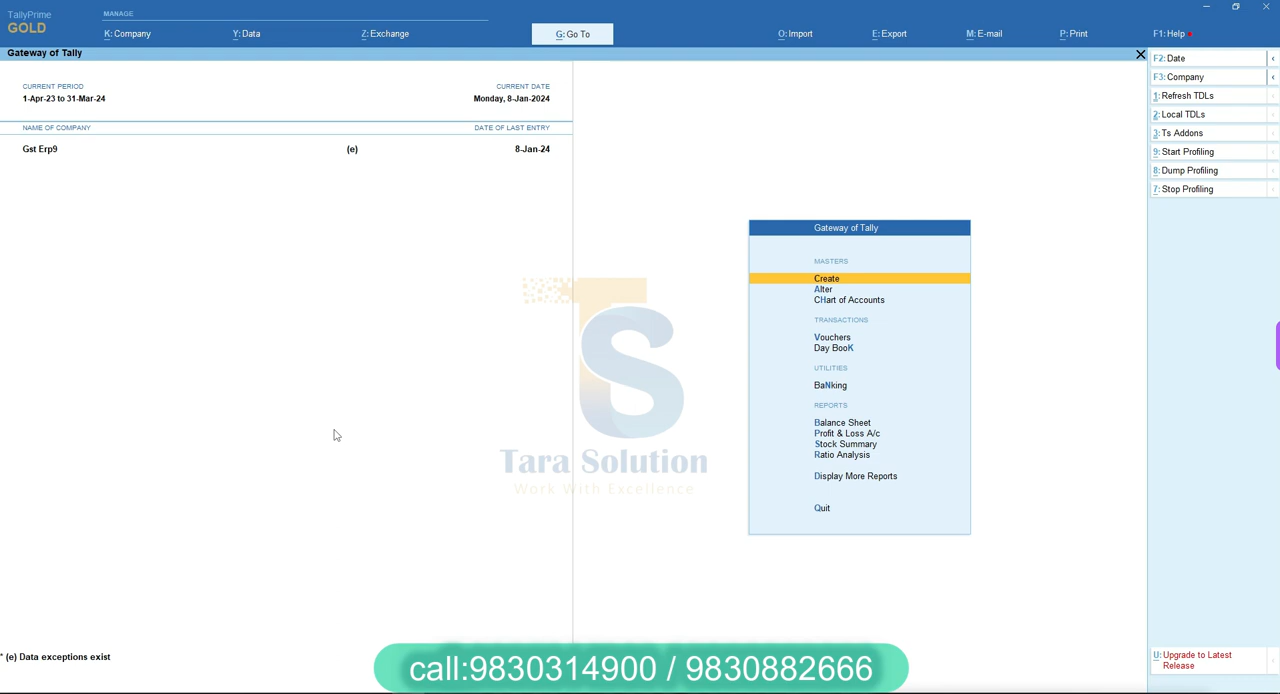 TallyPrime
GOLD
MANAGE
K: Company
Y: Data
Z: Exchange
G: Go To
O: Import
E: Export
M: E-mail
P: Print
F1: Help
Gateway of Tally
CURRENT PERIOD
CURRENT DATE
1-Apr-23 to 31-Mar-24
Monday, 8-Jan-2024
NAME OF COMPANY
DATE OF LAST ENTRY
Gst Erp9
(e)
8-Jan-24
Gateway of Tally
MASTERS
Create
Alter
CHart of Accounts
TRANSACTIONS
Vouchers
Day BooK
UTILITIES
BaNking
REPORTS
Balance Sheet
Profit & Loss A/c
Stock Summary
Ratio Analysis
Display More Reports
Quit
F2: Date
F3: Company
1: Refresh TDLs
2: Local TDLs
3: Ts Addons
9: Start Profiling
8: Dump Profiling
7: Stop Profiling
TS
Tara Solution
Work With Excellence
* (e) Data exceptions exist
U: Upgrade to Latest
Release
call:9830314900 / 9830882666